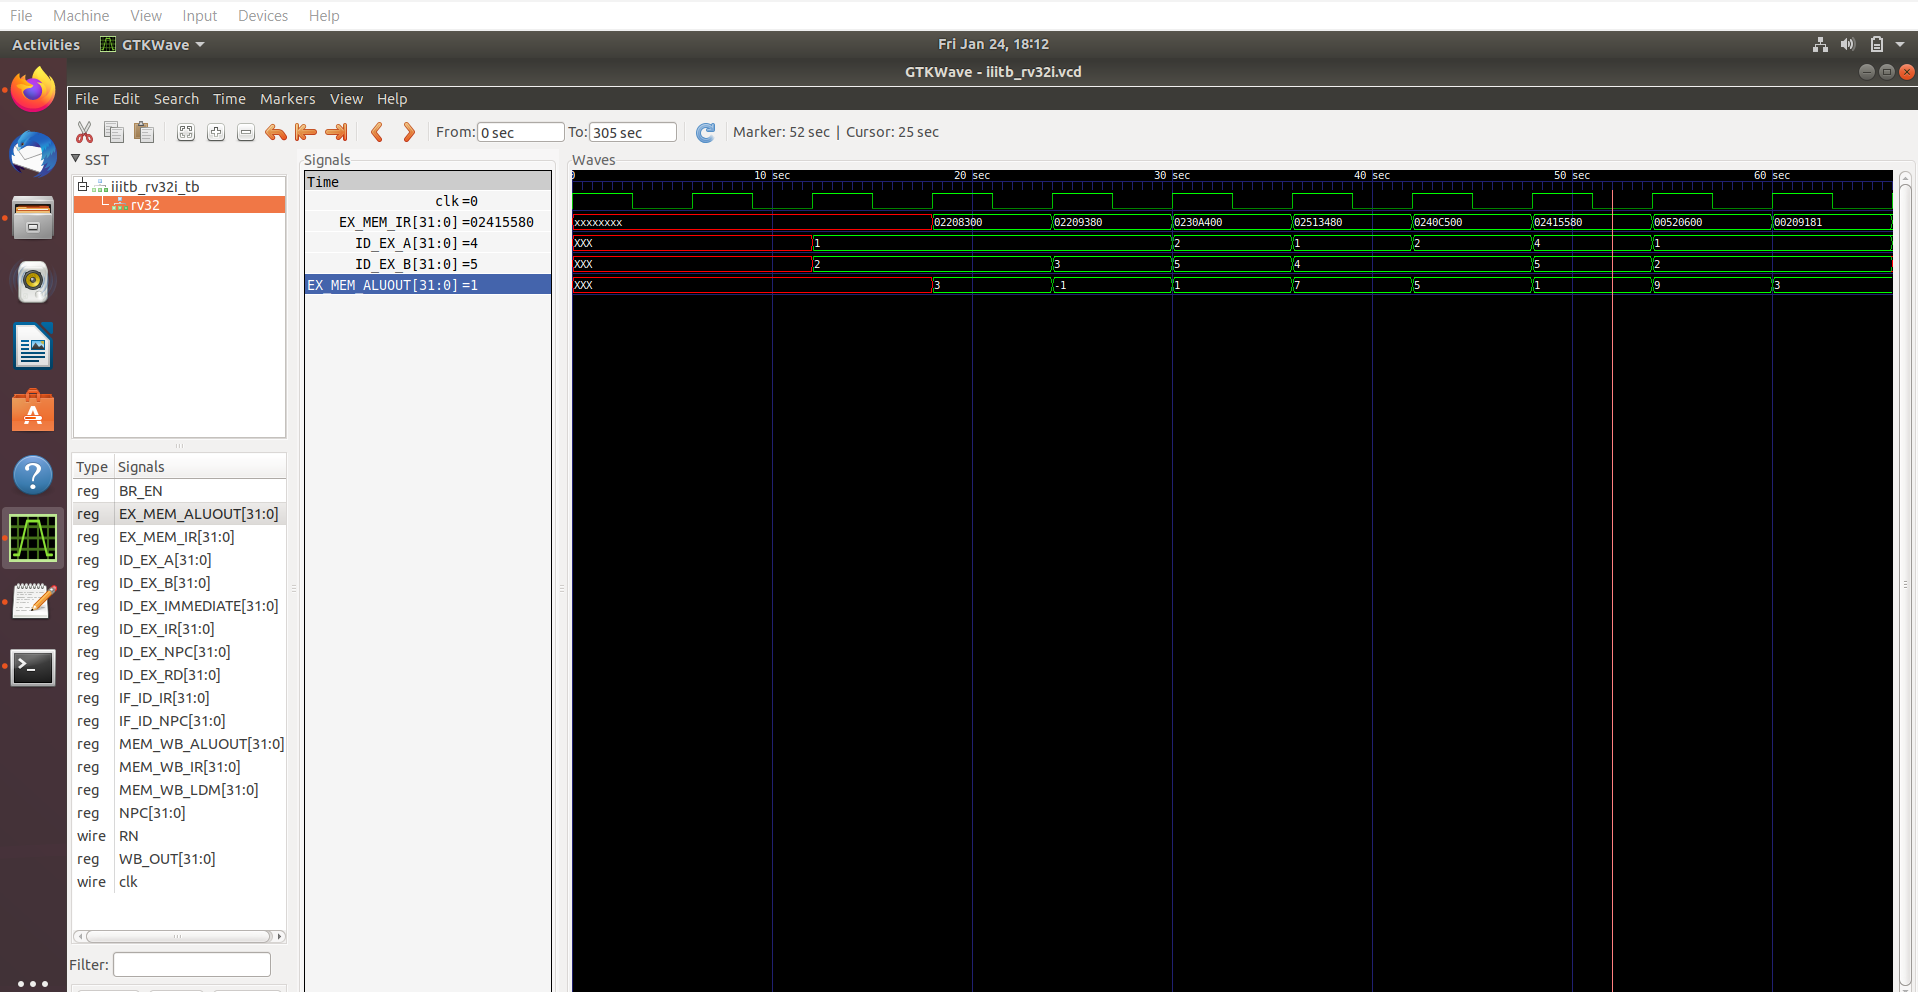 File Machine View Input Devices Help
Activities GTKWave Fri Jan 24, 18:12
GTKWave - iiitb_rv32i.vcd
File Edit Search Time Markers View Help
From: 0 sec To: 305 sec Marker: 52 sec | Cursor: 25 sec
SST
iiitb_rv32i_tb
rv32
Type Signals
reg BR_EN
reg EX_MEM_ALUOUT[31:0]
reg EX_MEM_IR[31:0]
reg ID_EX_A[31:0]
reg ID_EX_B[31:0]
reg ID_EX_IMMEDIATE[31:0]
reg ID_EX_IR[31:0]
reg ID_EX_NPC[31:0]
reg ID_EX_RD[31:0]
reg IF_ID_IR[31:0]
reg IF_ID_NPC[31:0]
reg MEM_WB_ALUOUT[31:0]
reg MEM_WB_IR[31:0]
reg MEM_WB_LDM[31:0]
reg NPC[31:0]
wire RN
reg WB_OUT[31:0]
wire clk
Filter:
Signals
Time
clk =0
EX_MEM_IR[31:0] =02415580
ID_EX_A[31:0] =4
ID_EX_B[31:0] =5
EX_MEM_ALUOUT[31:0] =1
Waves
0 10 sec 20 sec 30 sec 40 sec 50 sec 60 sec
xxxxxxxx 02208300 02209380 0230A400 02513480 0240C500 02415580 00520600 00209181
XXX 1 2 1 2 4 1
XXX 2 3 5 4 5 2
XXX 3 -1 1 7 5 1 9 3